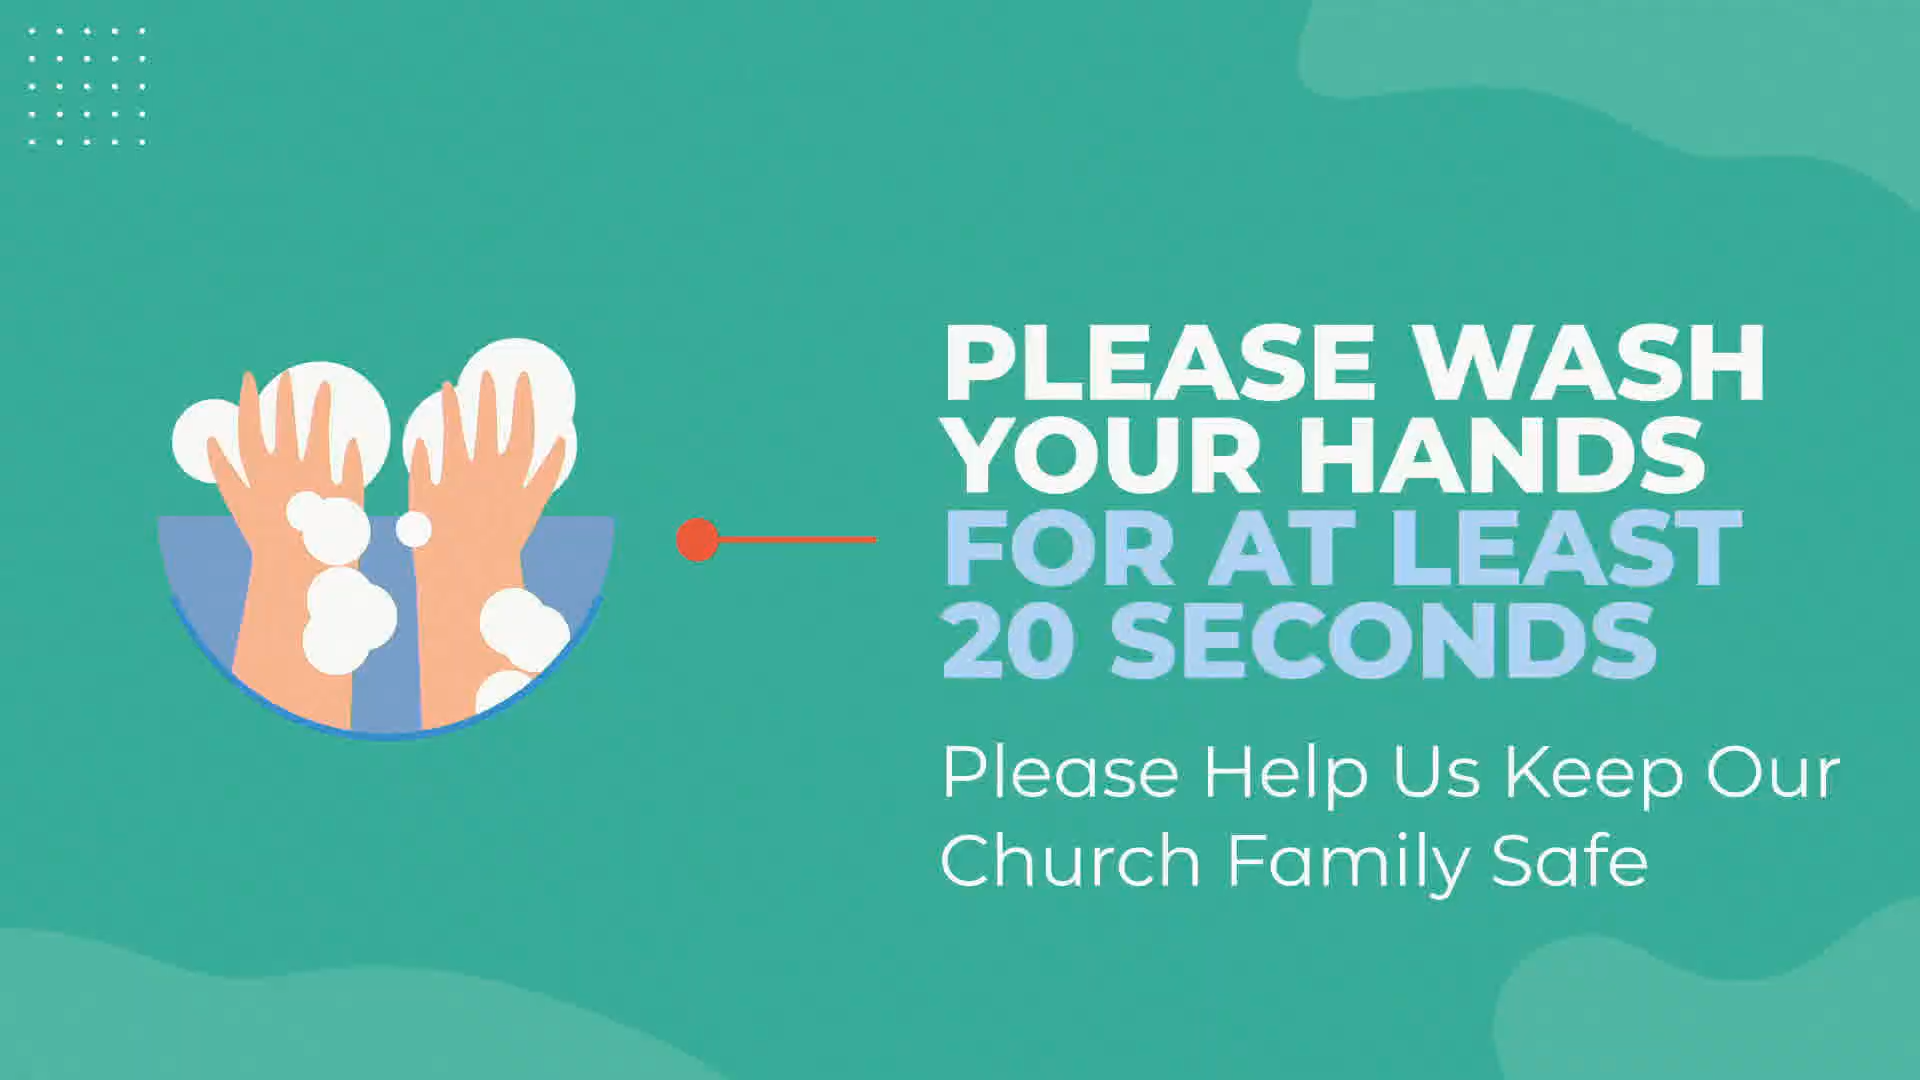 PLEASE WASH
YOUR HANDS
FOR AT LEAST
20 SECONDS
Please Help Us Keep Our
Church Family Safe